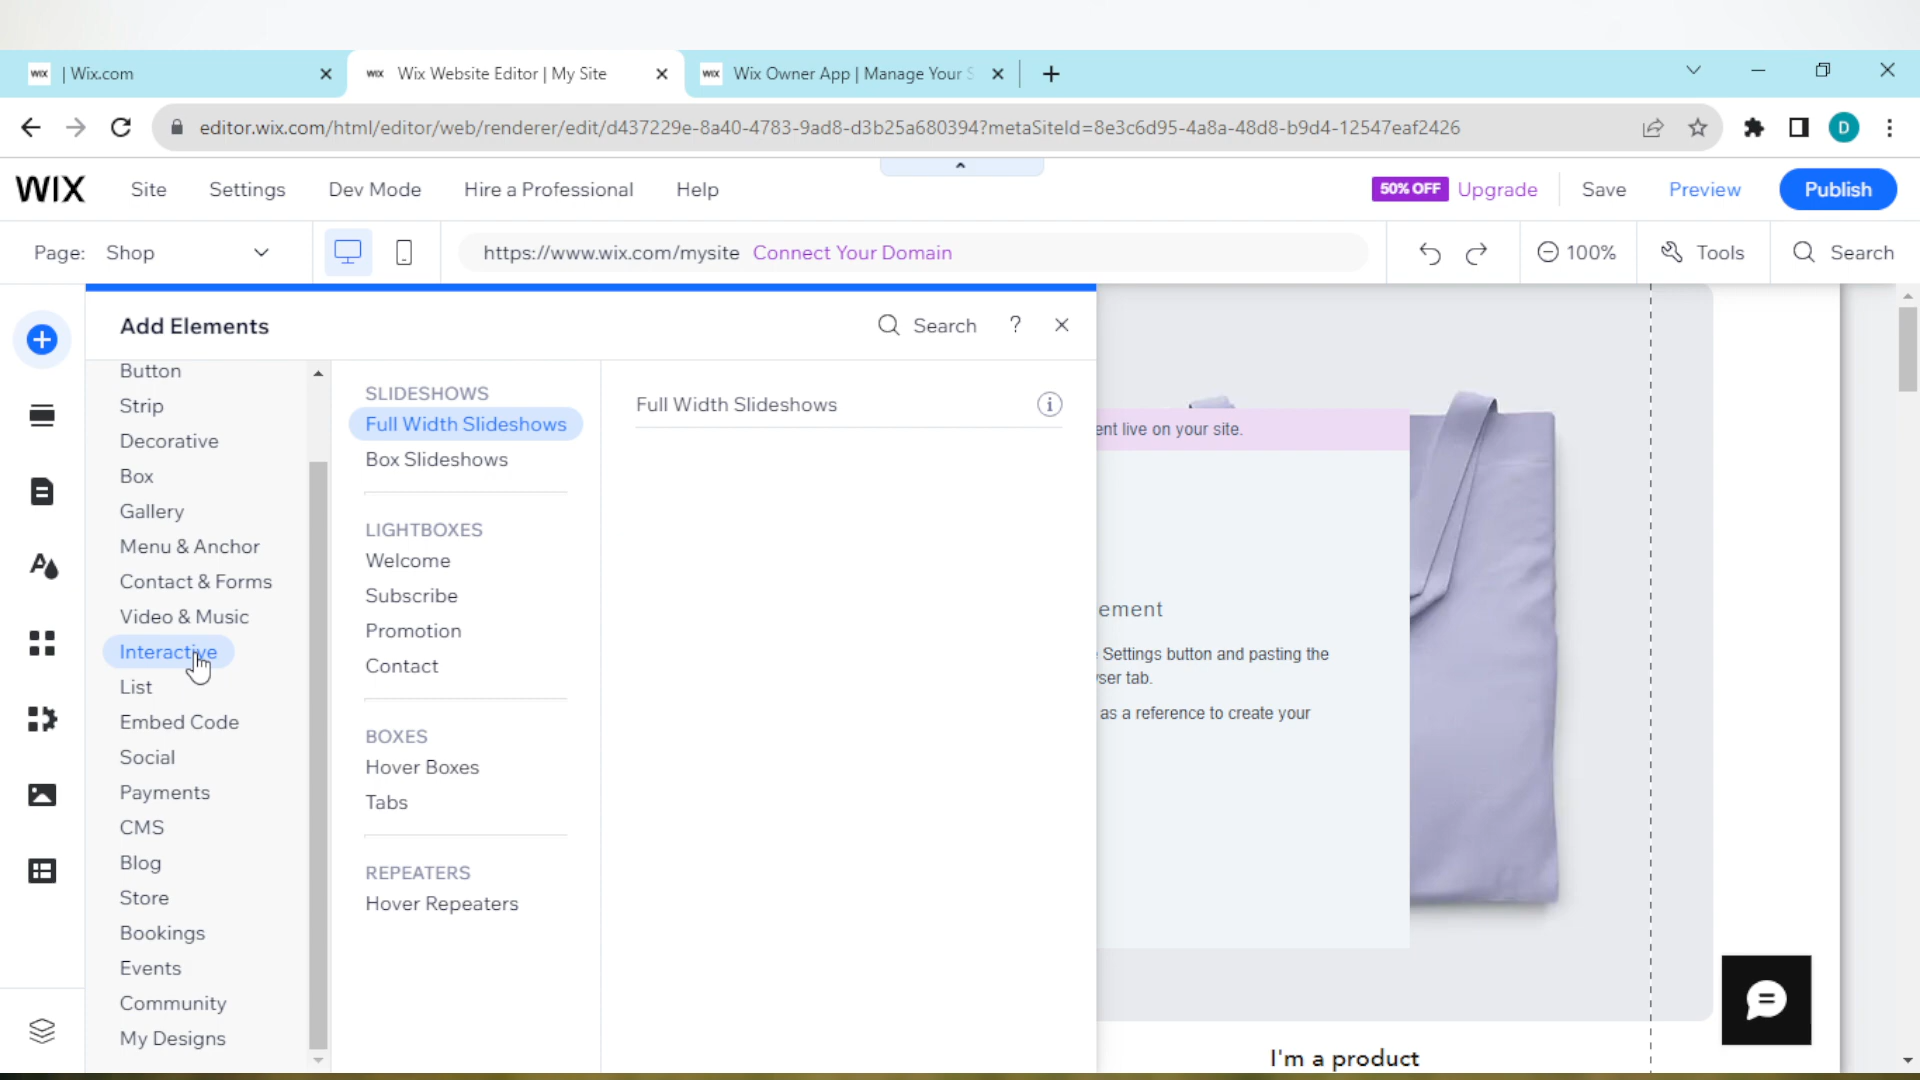 WIX | Wix.com
WIX Wix Website Editor | My Site
WIX Wix Owner App | Manage Your S
editor.wix.com/html/editor/web/renderer/edit/d437229e-8a40-4783-9ad8-d3b25a680394?metaSiteId=8e3c6d95-4a8a-48d8-b9d4-12547eaf2426
D
WIX Site Settings Dev Mode Hire a Professional Help
50% OFF Upgrade Save Preview Publish
Page: Shop
https://www.wix.com/mysite Connect Your Domain
100% Tools Search
Add Elements
Search ?
Button
Strip
Decorative
Box
Gallery
Menu & Anchor
Contact & Forms
Video & Music
Interactive
List
Embed Code
Social
Payments
CMS
Blog
Store
Bookings
Events
Community
My Designs
SLIDESHOWS
Full Width Slideshows
Box Slideshows
LIGHTBOXES
Welcome
Subscribe
Promotion
Contact
BOXES
Hover Boxes
Tabs
REPEATERS
Hover Repeaters
Full Width Slideshows
ent live on your site.
ement
Settings button and pasting the
ser tab.
as a reference to create your
I'm a product